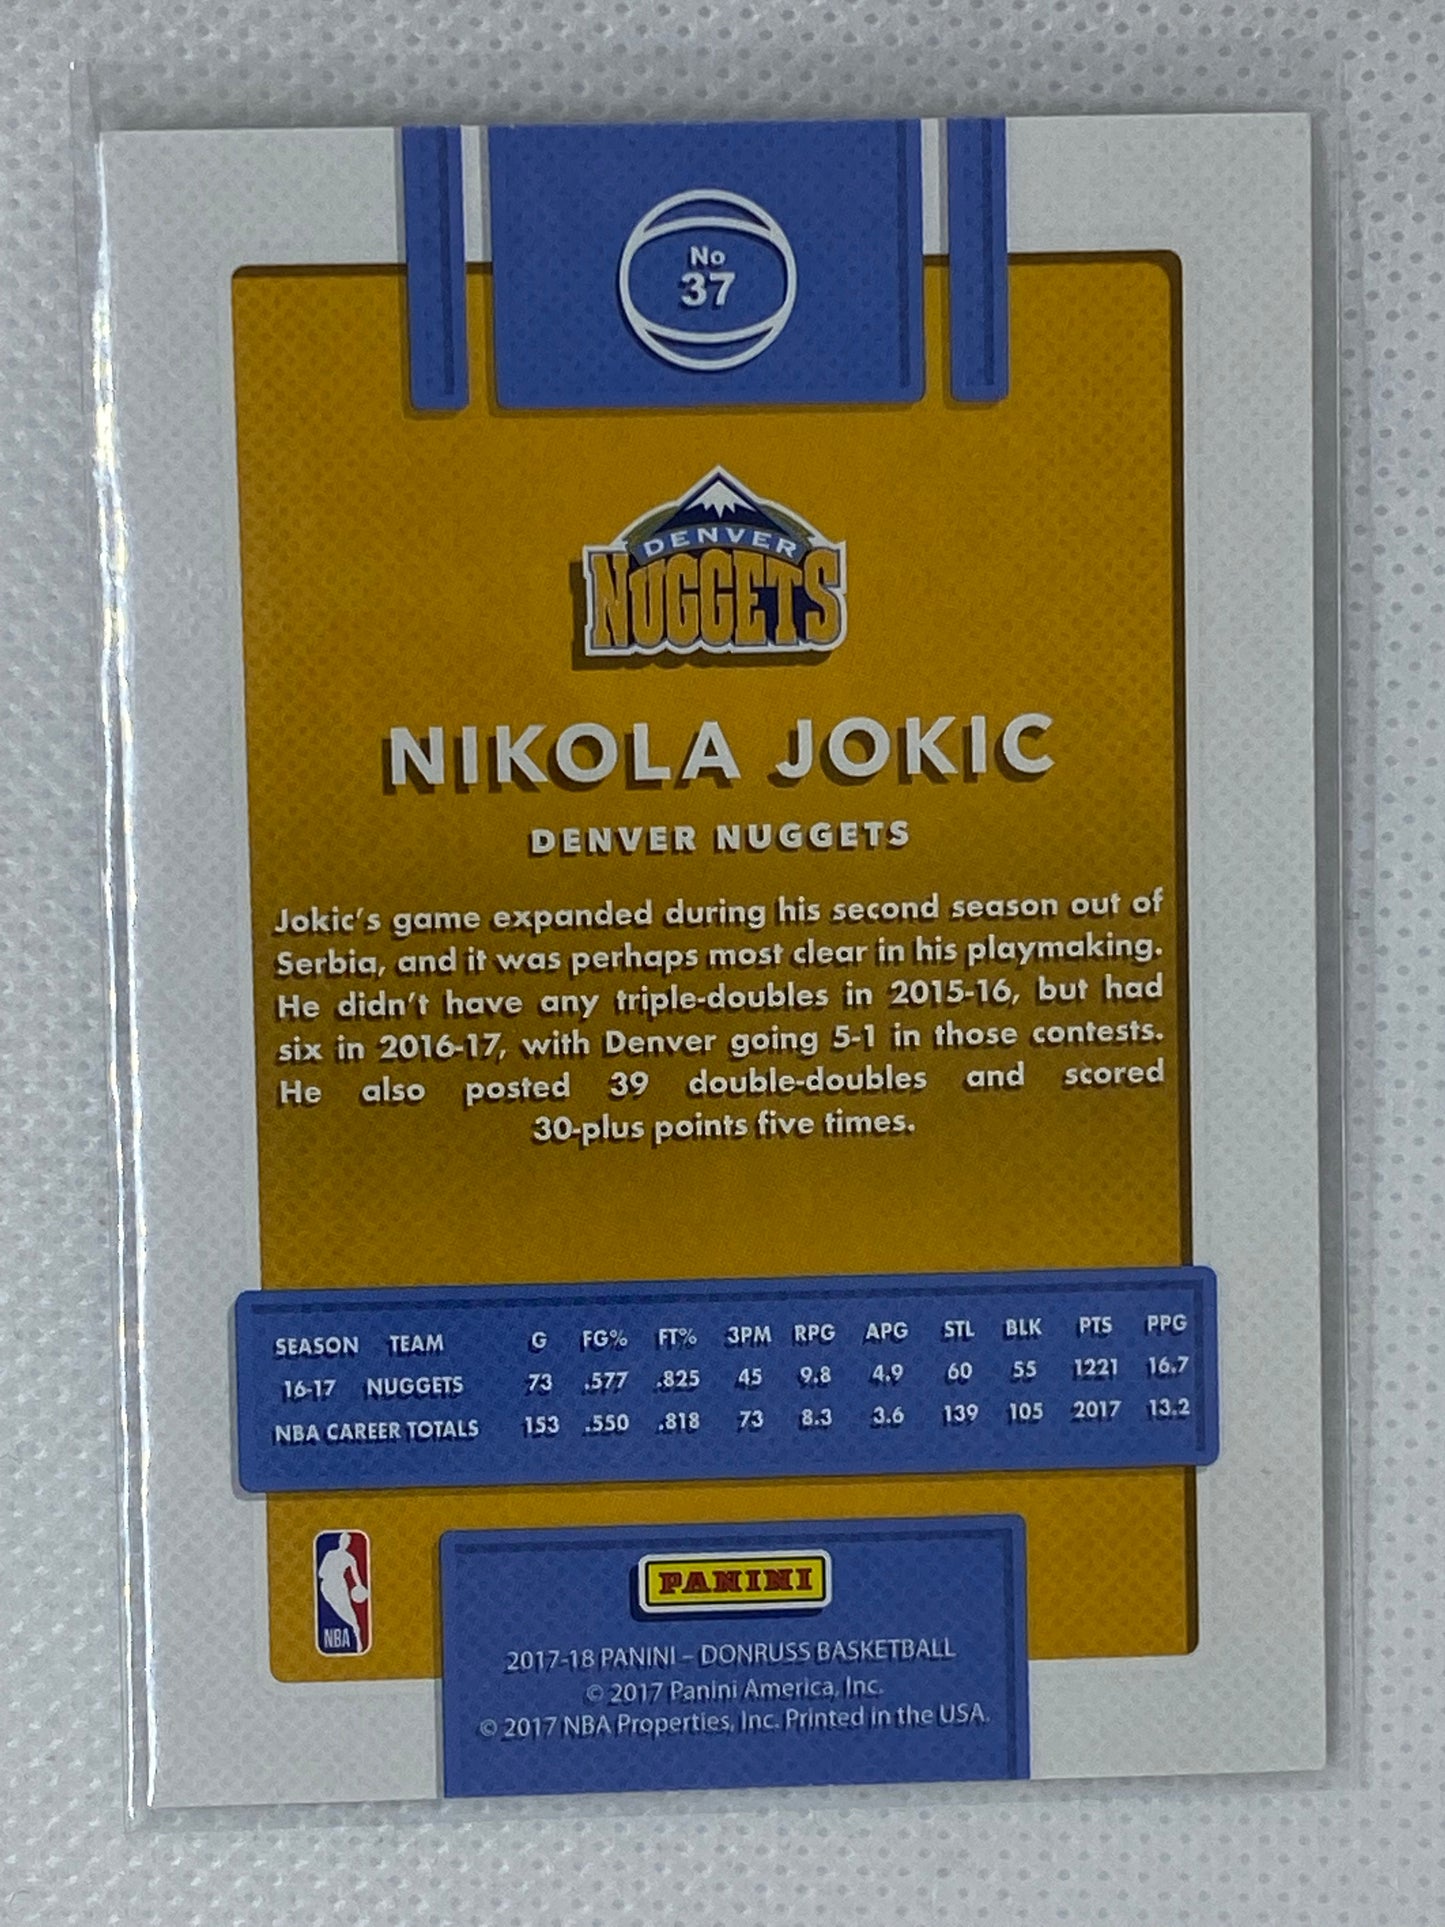 No
37
DENVER
NUGGETS
NIKOLA JOKIC
DENVER NUGGETS
Jokic's game expanded during his second season out of
Serbia, and it was perhaps most clear in his playmaking.
He didn't have any triple-doubles in 2015-16, but had
six in 2016-17, with Denver going 5-1 in those contests.
He also posted 39 double-doubles and scored
30-plus points five times.
SEASON TEAM G FG% FT% 3PM RPG APG STL BLK PTS PPG
16-17 NUGGETS 73 .577 .825 45 9.8 4.9 60 55 1221 16.7
NBA CAREER TOTALS 153 .550 .818 73 8.3 3.6 139 105 2017 13.2
NBA
PANINI
2017-18 PANINI – DONRUSS BASKETBALL
© 2017 Panini America, Inc.
© 2017 NBA Properties, Inc. Printed in the USA.